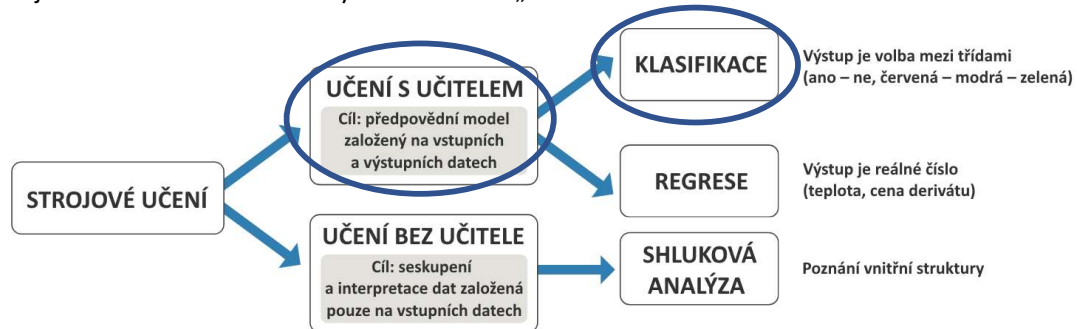 KLASIFIKACE
Výstup je volba mezi třídami
(ano – ne, červená – modrá – zelená)
UČENÍ S UČITELEM
Cíl: předpovědní model
založený na vstupních
a výstupních datech
STROJOVÉ UČENÍ
REGRESE
Výstup je reálné číslo
(teplota, cena derivátu)
UČENÍ BEZ UČITELE
Cíl: seskupení
a interpretace dat založená
pouze na vstupních datech
SHLUKOVÁ
ANALÝZA
Poznání vnitřní struktury